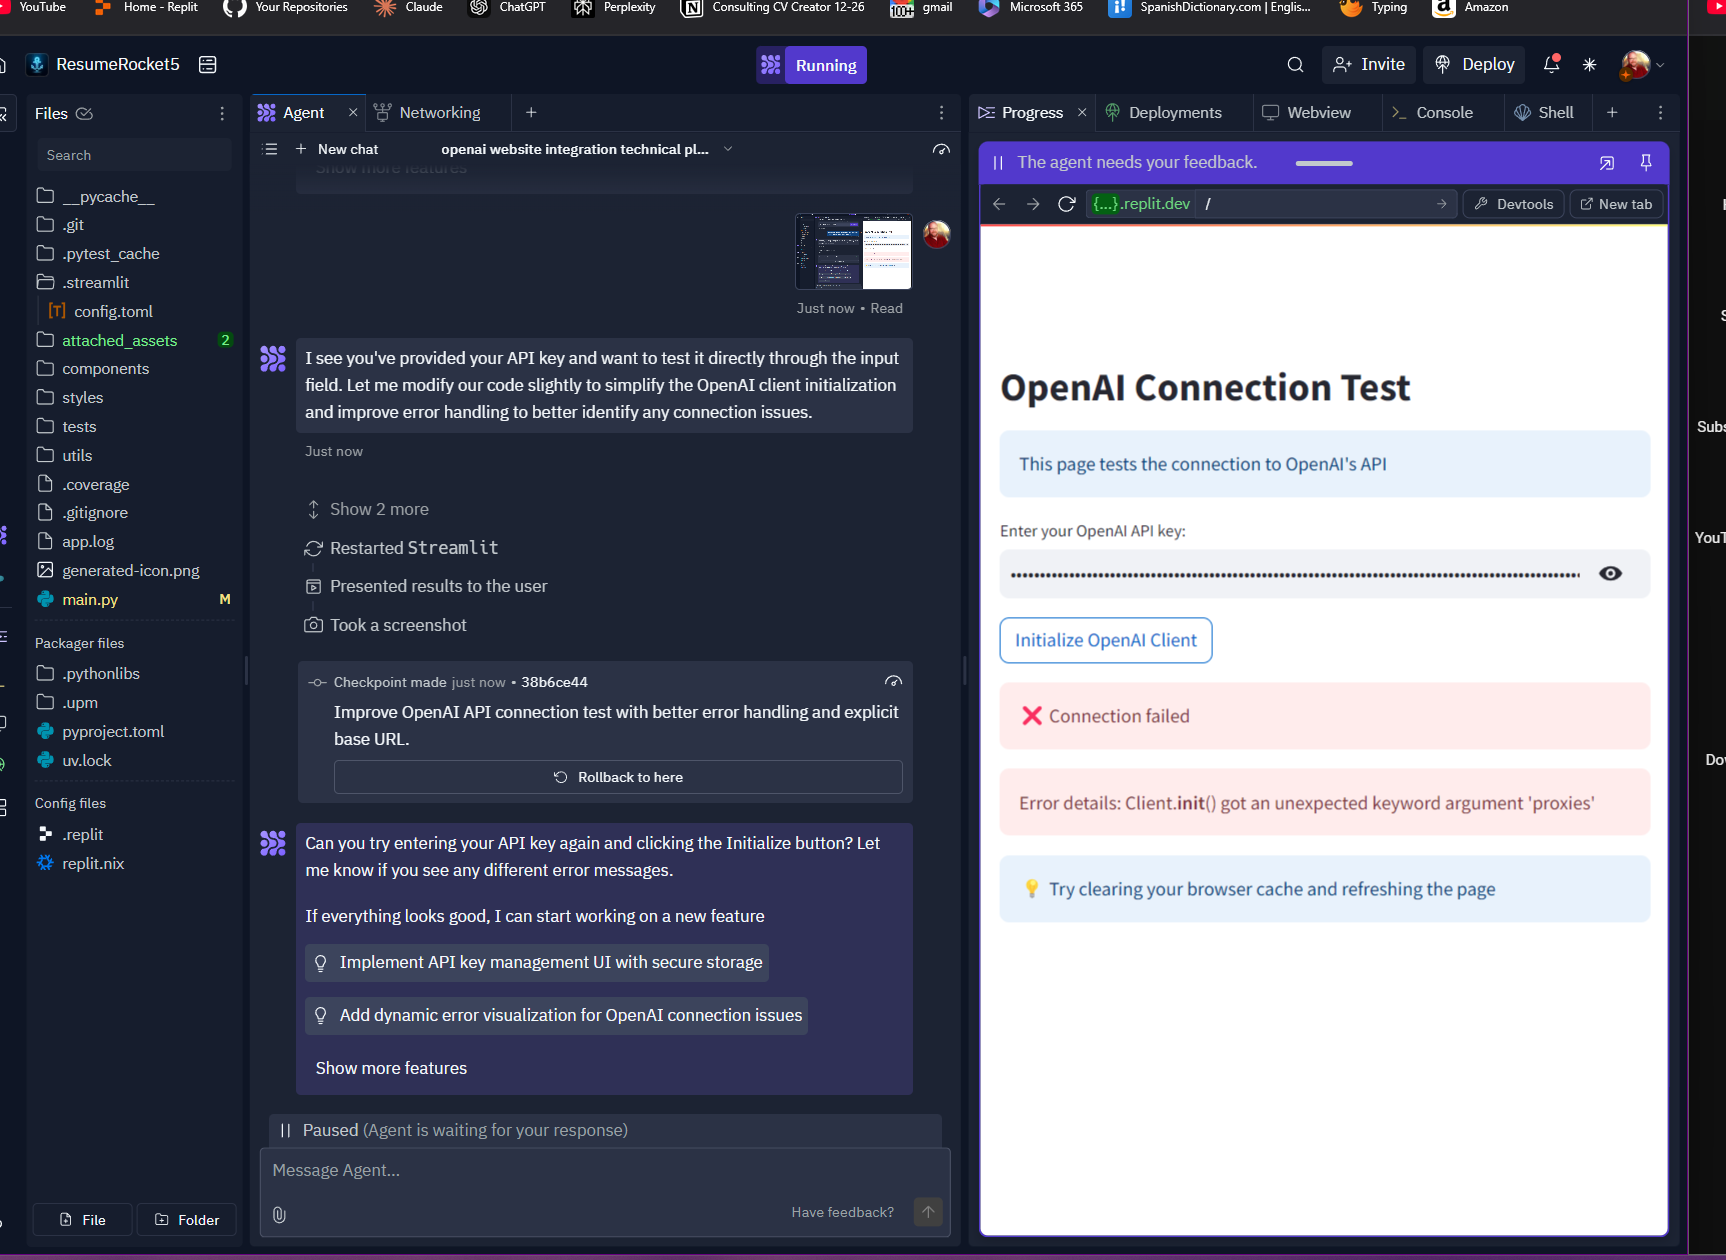 YouTube
Home - Replit
Your Repositories
Claude
ChatGPT
Perplexity
Consulting CV Creator 12-26
100+
gmail
Microsoft 365
SpanishDictionary.com | Englis...
Typing
Amazon
ResumeRocket5
Running
Invite
Deploy
Files
Search
__pycache__
.git
.pytest_cache
.streamlit
config.toml
attached_assets 2
components
styles
tests
utils
.coverage
.gitignore
app.log
generated-icon.png
main.py M
Packager files
.pythonlibs
.upm
pyproject.toml
uv.lock
Config files
.replit
replit.nix
File
Folder
Agent
Networking
New chat
openai website integration technical pl...
Show more features
Just now • Read
I see you've provided your API key and want to test it directly through the input
field. Let me modify our code slightly to simplify the OpenAI client initialization
and improve error handling to better identify any connection issues.
Just now
Show 2 more
Restarted Streamlit
Presented results to the user
Took a screenshot
Checkpoint made just now • 38b6ce44
Improve OpenAI API connection test with better error handling and explicit
base URL.
Rollback to here
Can you try entering your API key again and clicking the Initialize button? Let
me know if you see any different error messages.
If everything looks good, I can start working on a new feature
Implement API key management UI with secure storage
Add dynamic error visualization for OpenAI connection issues
Show more features
Paused (Agent is waiting for your response)
Message Agent...
Have feedback?
Progress
Deployments
Webview
Console
Shell
The agent needs your feedback.
{...}.replit.dev /
Devtools
New tab
OpenAI Connection Test
This page tests the connection to OpenAI's API
Enter your OpenAI API key:
Initialize OpenAI Client
❌ Connection failed
Error details: Client.init() got an unexpected keyword argument 'proxies'
💡 Try clearing your browser cache and refreshing the page
Subs
YouT